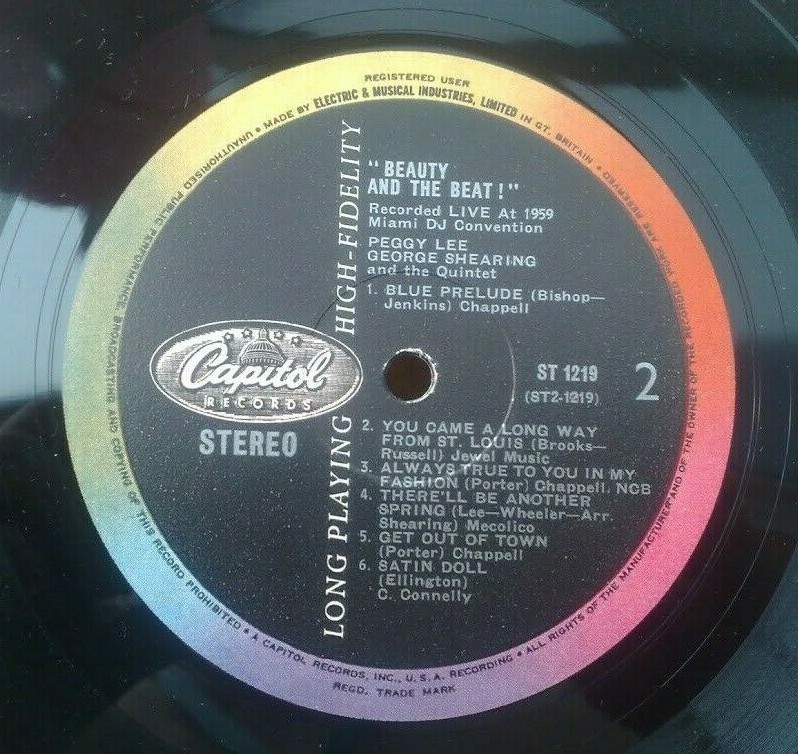 REGISTERED USER
UNAUTHORISED PUBLIC PERFORMANCE, BROADCASTING AND COPYING OF THIS RECORD PROHIBITED • MADE BY ELECTRIC & MUSICAL INDUSTRIES, LIMITED IN GT. BRITAIN • ALL RIGHTS OF THE MANUFACTURER AND OF THE OWNER OF THE RECORDED WORK ARE RESERVED
• A CAPITOL RECORDS, INC., U.S.A. RECORDING •
REGD. TRADE MARK
LONG PLAYING HIGH-FIDELITY
"BEAUTY
AND THE BEAT!"
Recorded LIVE At 1959
Miami DJ Convention
PEGGY LEE
GEORGE SHEARING
and the Quintet
1. BLUE PRELUDE (Bishop—
Jenkins) Chappell
Capitol
RECORDS
STEREO
ST 1219
(ST2-1219)
2
2. YOU CAME A LONG WAY
FROM ST. LOUIS (Brooks—
Russell) Jewel Music
3. ALWAYS TRUE TO YOU IN MY
FASHION (Porter) Chappell, NCB
4. THERE'LL BE ANOTHER
SPRING (Lee—Wheeler—Arr.
Shearing) Mecolico
5. GET OUT OF TOWN
(Porter) Chappell
6. SATIN DOLL
(Ellington)
C. Connelly